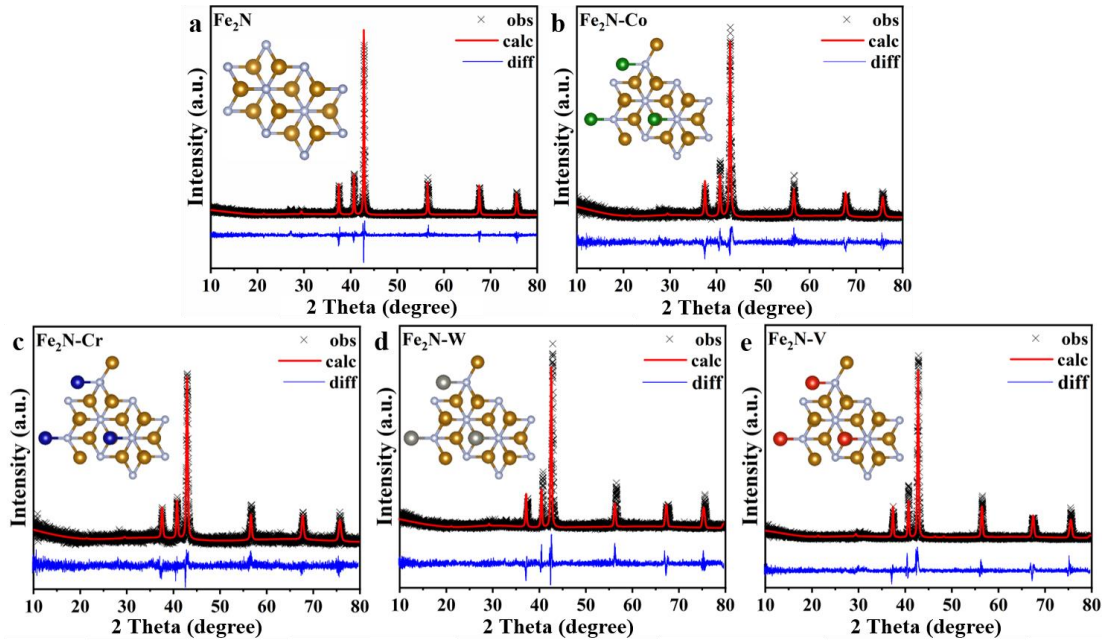 a
Fe₂N
obs
calc
diff
Intensity (a.u.)
10 20 30 40 50 60 70 80
2 Theta (degree)
b
Fe₂N-Co
obs
calc
diff
Intensity (a.u.)
10 20 30 40 50 60 70 80
2 Theta (degree)
c
Fe₂N-Cr
obs
calc
diff
Intensity (a.u.)
10 20 30 40 50 60 70 80
2 Theta (degree)
d
Fe₂N-W
obs
calc
diff
Intensity (a.u.)
10 20 30 40 50 60 70 80
2 Theta (degree)
e
Fe₂N-V
obs
calc
diff
Intensity (a.u.)
10 20 30 40 50 60 70 80
2 Theta (degree)